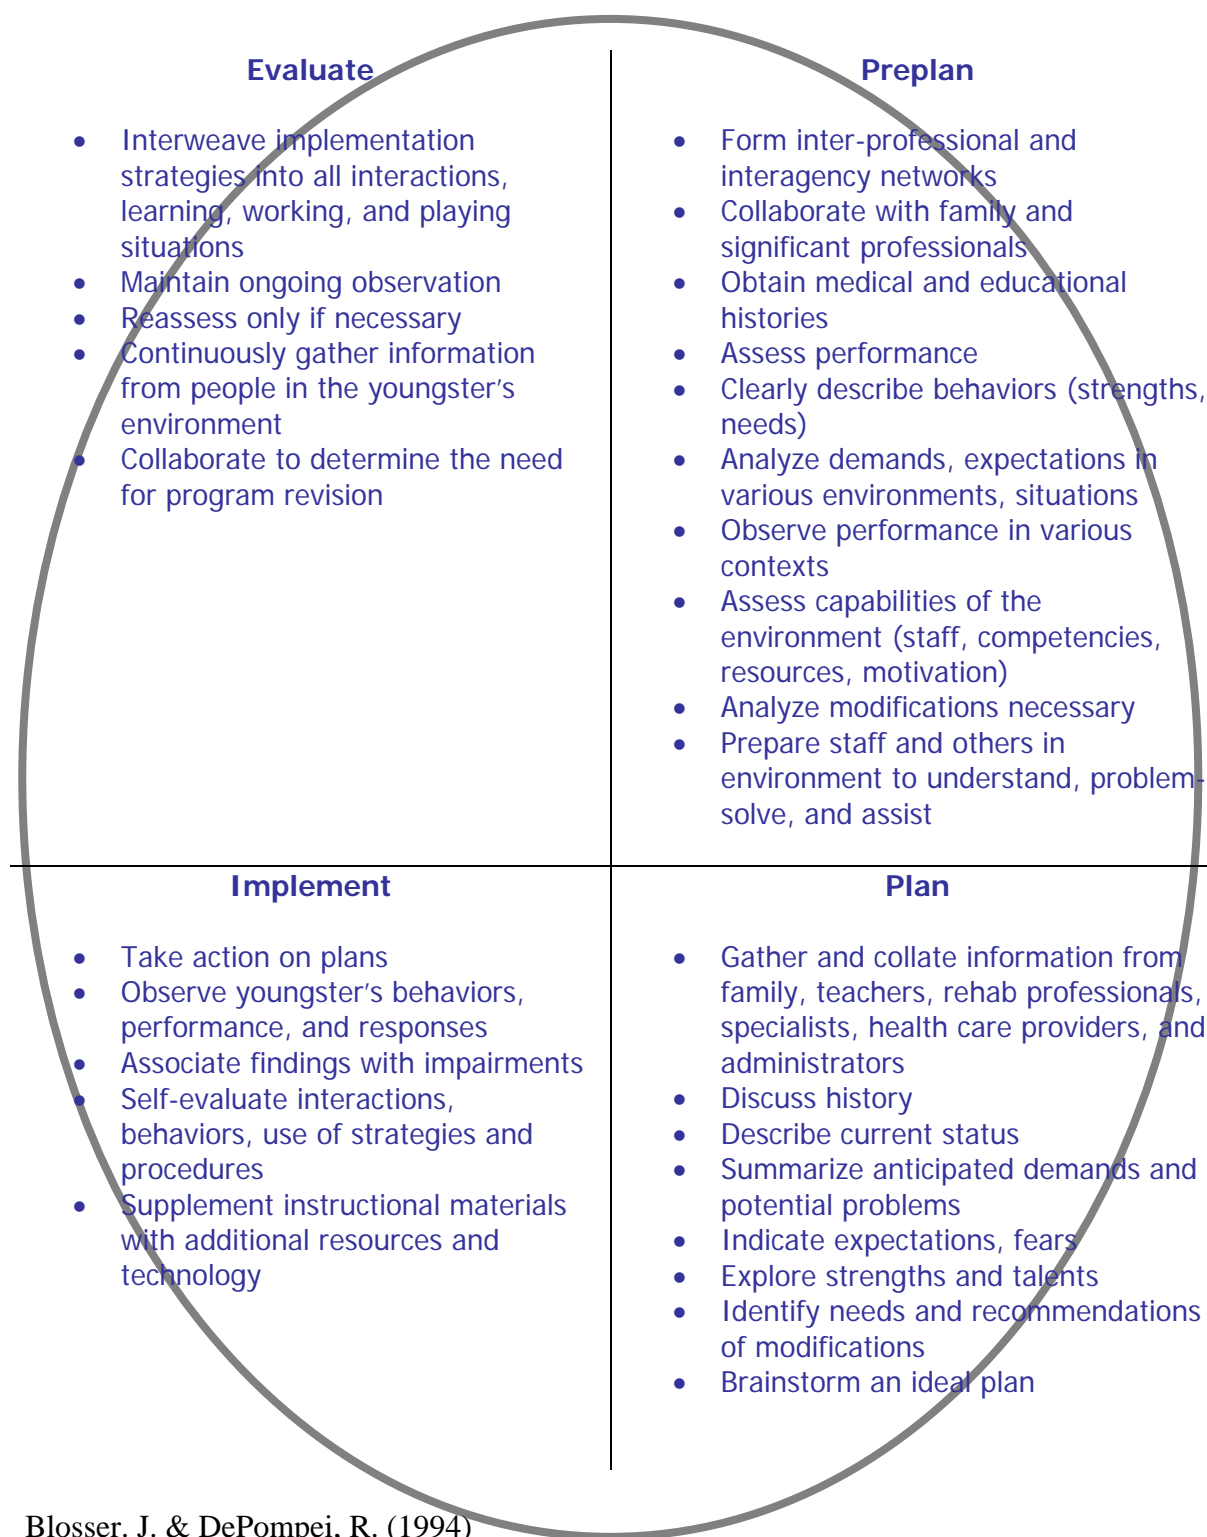 Evaluate
• Interweave implementation
strategies into all interactions,
learning, working, and playing
situations
• Maintain ongoing observation
• Reassess only if necessary
• Continuously gather information
from people in the youngster's
environment
• Collaborate to determine the need
for program revision
Preplan
• Form inter-professional and
interagency networks
• Collaborate with family and
significant professionals
• Obtain medical and educational
histories
• Assess performance
• Clearly describe behaviors (strengths,
needs)
• Analyze demands, expectations in
various environments, situations
• Observe performance in various
contexts
• Assess capabilities of the
environment (staff, competencies,
resources, motivation)
• Analyze modifications necessary
• Prepare staff and others in
environment to understand, problem-
solve, and assist
Implement
• Take action on plans
• Observe youngster's behaviors,
performance, and responses
• Associate findings with impairments
• Self-evaluate interactions,
behaviors, use of strategies and
procedures
• Supplement instructional materials
with additional resources and
technology
Plan
• Gather and collate information from
family, teachers, rehab professionals,
specialists, health care providers, and
administrators
• Discuss history
• Describe current status
• Summarize anticipated demands and
potential problems
• Indicate expectations, fears
• Explore strengths and talents
• Identify needs and recommendations
of modifications
• Brainstorm an ideal plan
Blosser, J. & DePompei, R. (1994)